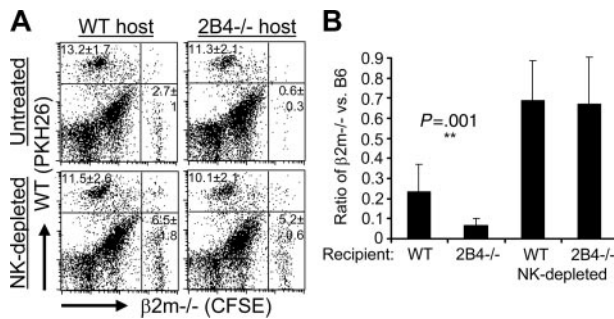 A
WT host 2B4-/- host
Untreated
NK-depleted
WT (PKH26)
13.2±1.7
2.7±
1
11.3±2.1
0.6±
0.3
11.5±2.6
6.5±
1.8
10.1±2.1
5.2±
0.6
β2m-/- (CFSE)
B
Ratio of β2m-/- vs. B6
0.9
0.8
0.7
0.6
0.5
0.4
0.3
0.2
0.1
0
P=.001
**
Recipient: WT 2B4-/- WT 2B4-/-
NK-depleted